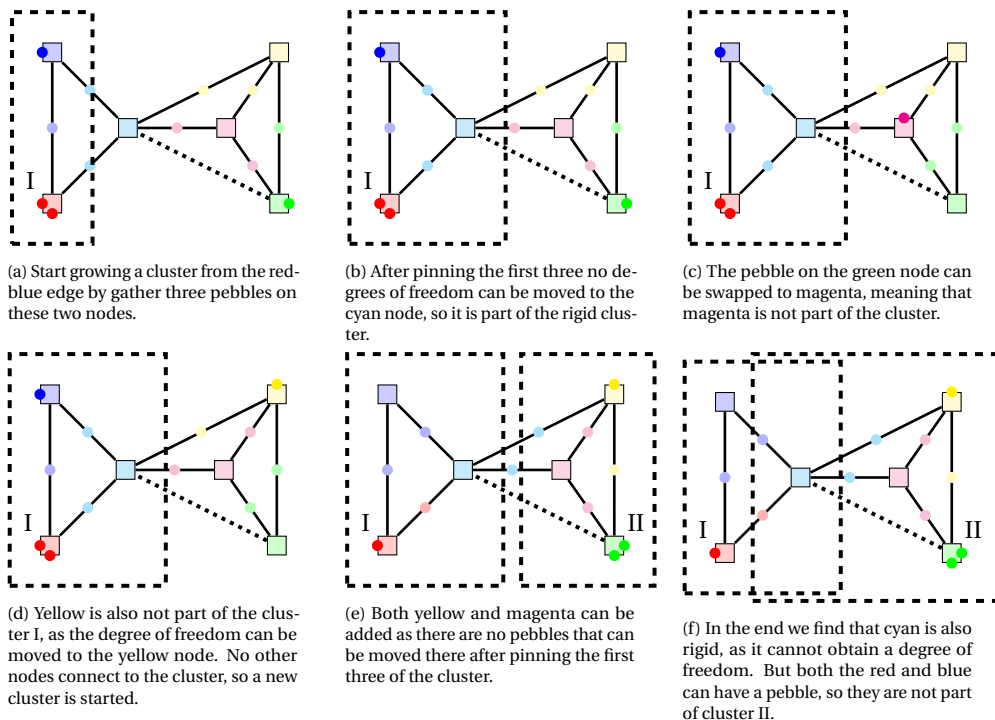 I
I
I
(a) Start growing a cluster from the red-
blue edge by gather three pebbles on
these two nodes.
(b) After pinning the first three no de-
grees of freedom can be moved to the
cyan node, so it is part of the rigid clus-
ter.
(c) The pebble on the green node can
be swapped to magenta, meaning that
magenta is not part of the cluster.
I
I
II
I
II
(d) Yellow is also not part of the clus-
ter I, as the degree of freedom can be
moved to the yellow node. No other
nodes connect to the cluster, so a new
cluster is started.
(e) Both yellow and magenta can be
added as there are no pebbles that can
be moved there after pinning the first
three of the cluster.
(f) In the end we find that cyan is also
rigid, as it cannot obtain a degree of
freedom. But both the red and blue
can have a pebble, so they are not part
of cluster II.